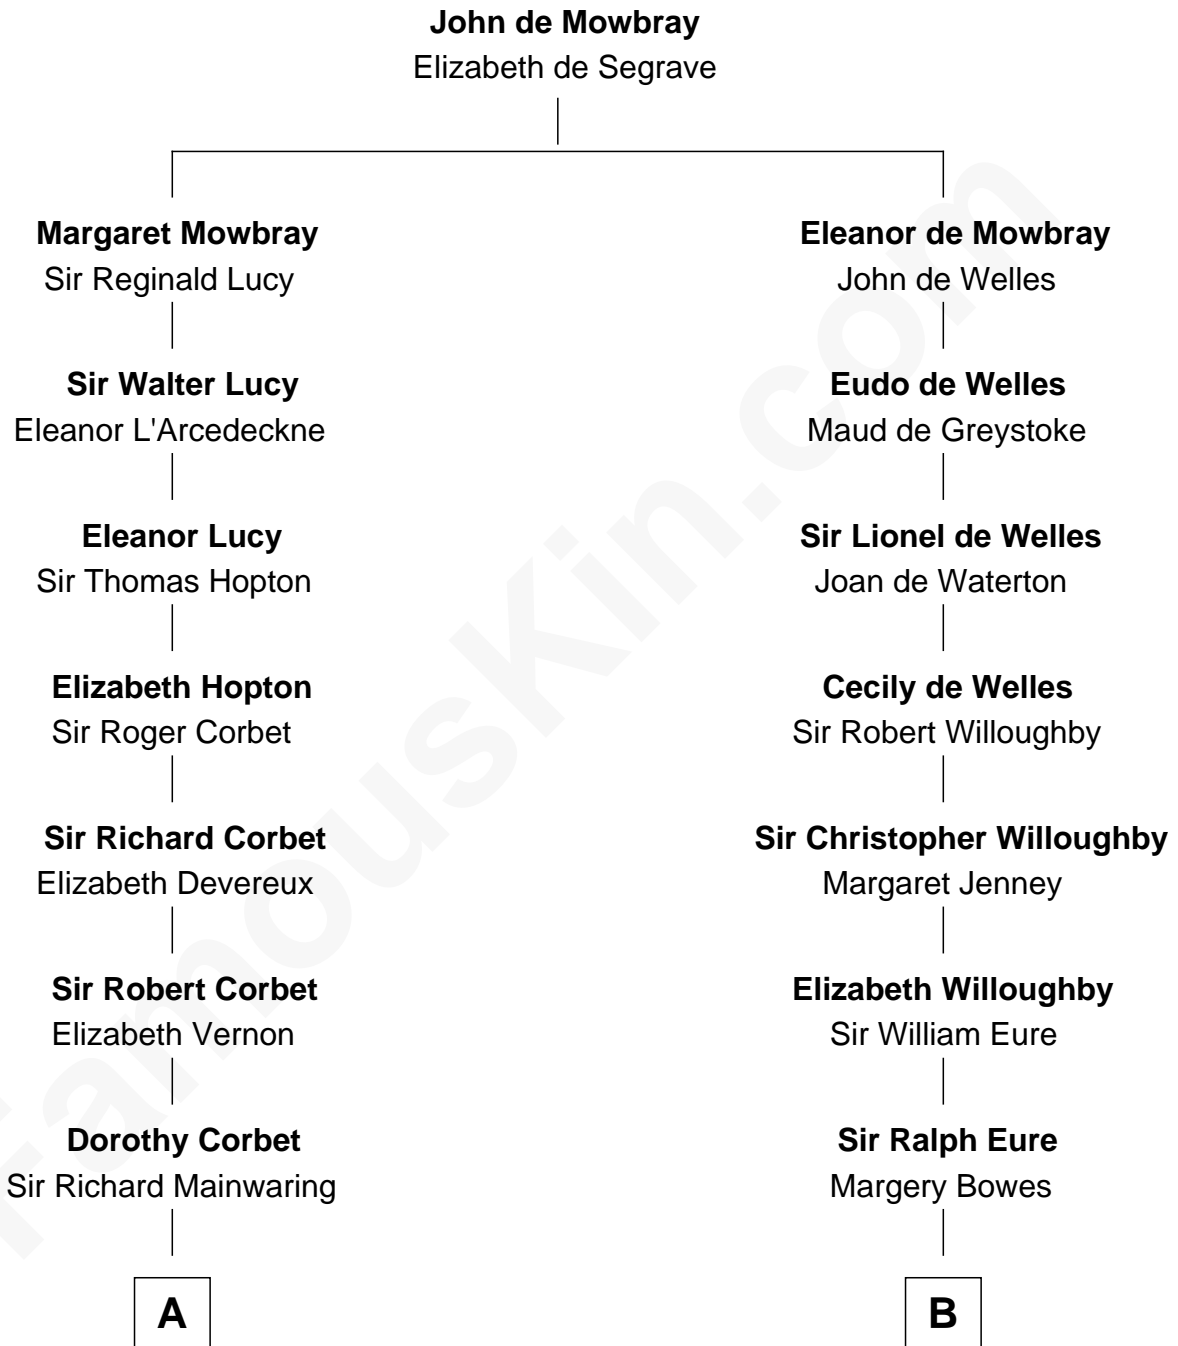 John de Mowbray
Elizabeth de Segrave
Margaret Mowbray
Sir Reginald Lucy
Sir Walter Lucy
Eleanor L'Arcedeckne
Eleanor Lucy
Sir Thomas Hopton
Elizabeth Hopton
Sir Roger Corbet
Sir Richard Corbet
Elizabeth Devereux
Sir Robert Corbet
Elizabeth Vernon
Dorothy Corbet
Sir Richard Mainwaring
A
Eleanor de Mowbray
John de Welles
Eudo de Welles
Maud de Greystoke
Sir Lionel de Welles
Joan de Waterton
Cecily de Welles
Sir Robert Willoughby
Sir Christopher Willoughby
Margaret Jenney
Elizabeth Willoughby
Sir William Eure
Sir Ralph Eure
Margery Bowes
B
FamousKin.com